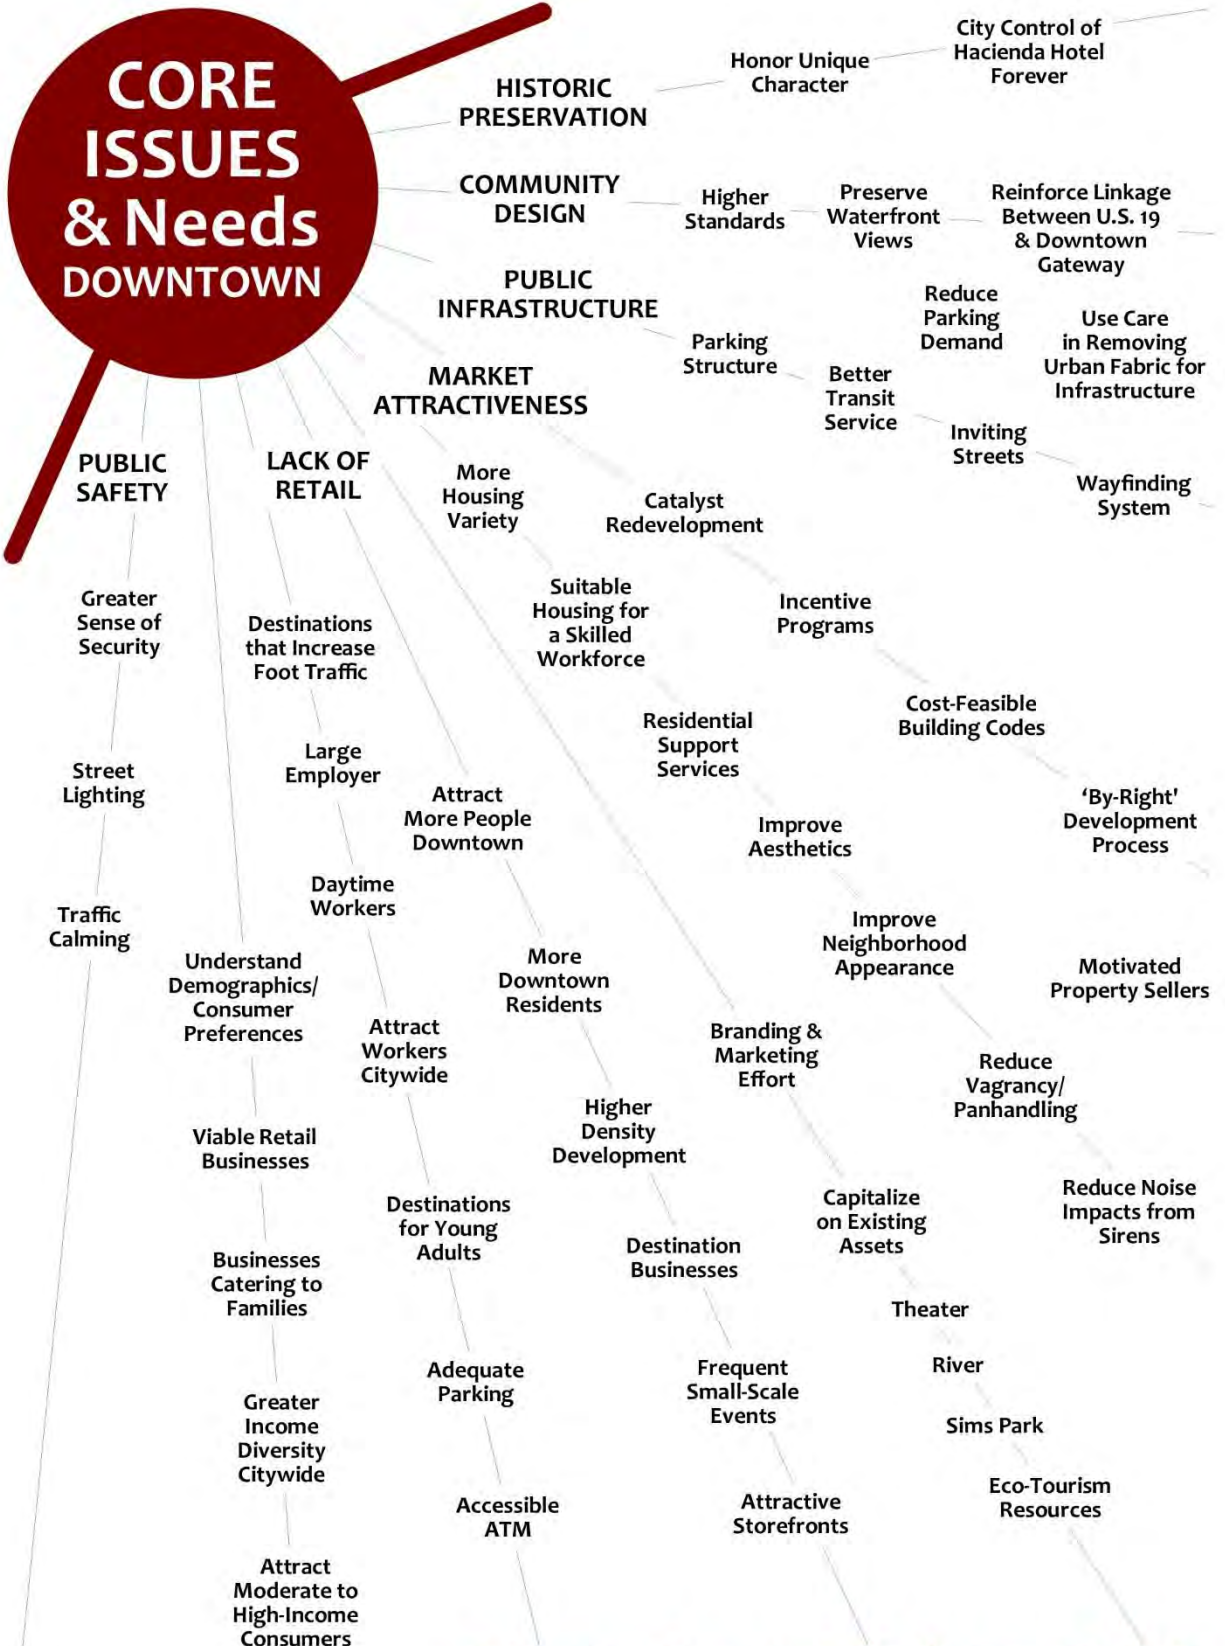 CORE
ISSUES
& Needs
DOWNTOWN
HISTORIC
PRESERVATION
Honor Unique
Character
City Control of
Hacienda Hotel
Forever
COMMUNITY
DESIGN
Higher
Standards
Preserve
Waterfront
Views
Reinforce Linkage
Between U.S. 19
& Downtown
Gateway
PUBLIC
INFRASTRUCTURE
Parking
Structure
Reduce
Parking
Demand
Better
Transit
Service
Use Care
in Removing
Urban Fabric for
Infrastructure
Inviting
Streets
Wayfinding
System
MARKET
ATTRACTIVENESS
Catalyst
Redevelopment
Incentive
Programs
Cost-Feasible
Building Codes
‘By-Right'
Development
Process
Motivated
Property Sellers
More
Housing
Variety
Suitable
Housing for
a Skilled
Workforce
Residential
Support
Services
Improve
Aesthetics
Improve
Neighborhood
Appearance
Reduce
Vagrancy/
Panhandling
Reduce Noise
Impacts from
Sirens
Branding &
Marketing
Effort
Capitalize
on Existing
Assets
Theater
River
Sims Park
Eco-Tourism
Resources
LACK OF
RETAIL
Attract
More People
Downtown
More
Downtown
Residents
Higher
Density
Development
Destination
Businesses
Frequent
Small-Scale
Events
Attractive
Storefronts
Destinations
that Increase
Foot Traffic
Large
Employer
Daytime
Workers
Attract
Workers
Citywide
Destinations
for Young
Adults
Adequate
Parking
Accessible
ATM
Understand
Demographics/
Consumer
Preferences
Viable Retail
Businesses
Businesses
Catering to
Families
Greater
Income
Diversity
Citywide
Attract
Moderate to
High-Income
Consumers
PUBLIC
SAFETY
Greater
Sense of
Security
Street
Lighting
Traffic
Calming